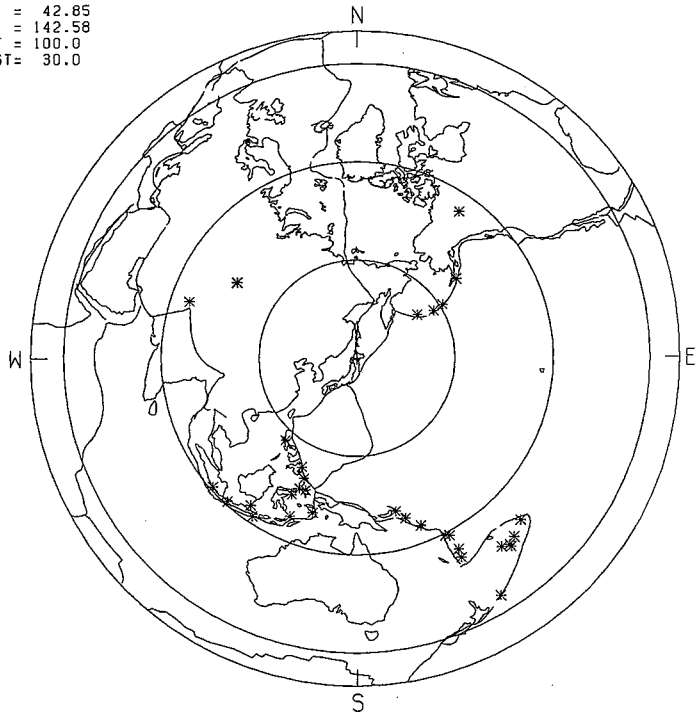 = 42.85
= 142.58
= 100.0
ST= 30.0
N
W
E
S